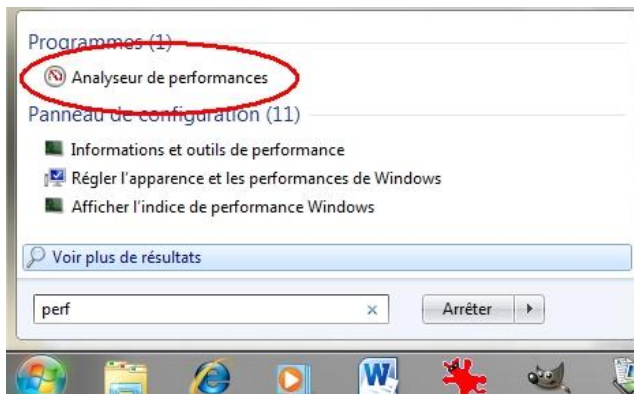 Programmes (1)
Analyseur de performances
Panneau de configuration (11)
Informations et outils de performance
Régler l'apparence et les performances de Windows
Afficher l'indice de performance Windows
Voir plus de résultats
perf
Arrêter
W